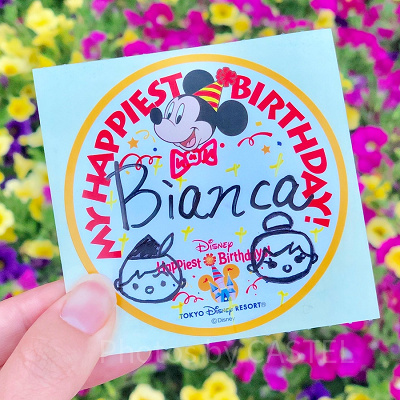 MY HAPPIEST BIRTHDAY!
Bianca
Disney
Happiest Birthday!
TOKYO Disney RESORT®
©Disney
Photos by CASTEL